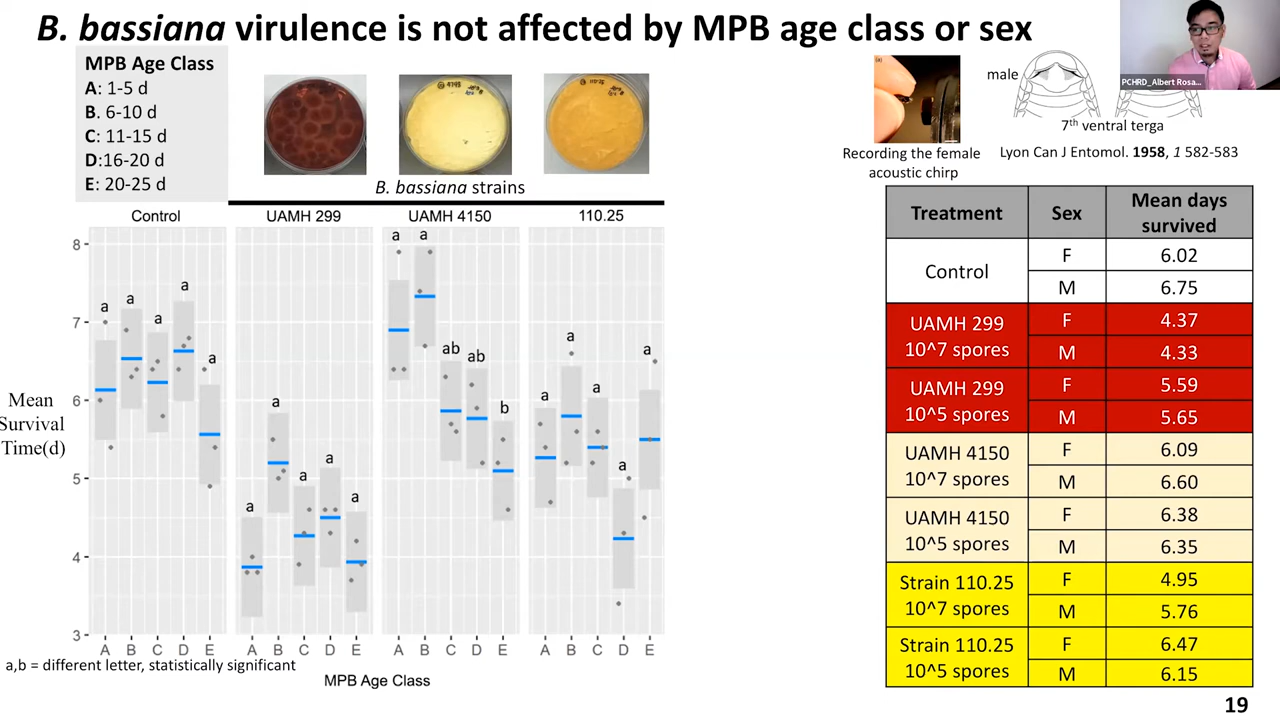 B. bassiana virulence is not affected by MPB age class or sex
MPB Age Class
A: 1-5 d
B. 6-10 d
C: 11-15 d
D:16-20 d
E: 20-25 d
B. bassiana strains
(a)
Recording the female
acoustic chirp
male
7th ventral terga
Lyon Can J Entomol. 1958, 1 582-583
PCHRD_Albert Rosa...
Control
UAMH 299
UAMH 4150
110.25
Mean
Survival
Time(d)
8
7
6
5
4
3
a a a a a
a a a a a
a a ab ab b
a a a a a
A B C D E
A B C D E
A B C D E
A B C D E
a,b = different letter, statistically significant
MPB Age Class
Treatment Sex Mean days survived
Control F 6.02
M 6.75
UAMH 299 10^7 spores F 4.37
M 4.33
UAMH 299 10^5 spores F 5.59
M 5.65
UAMH 4150 10^7 spores F 6.09
M 6.60
UAMH 4150 10^5 spores F 6.38
M 6.35
Strain 110.25 10^7 spores F 4.95
M 5.76
Strain 110.25 10^5 spores F 6.47
M 6.15
19